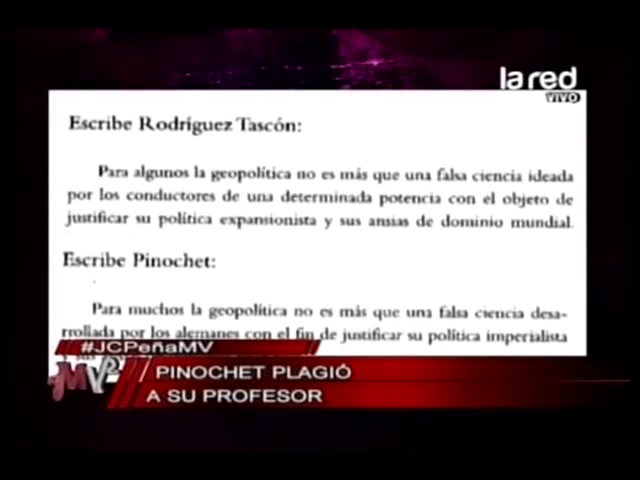 la red
VIVO
Escribe Rodríguez Tascón:
Para algunos la geopolítica no es más que una falsa ciencia ideada
por los conductores de una determinada potencia con el objeto de
justificar su política expansionista y sus ansias de dominio mundial.
Escribe Pinochet:
Para muchos la geopolítica no es más que una falsa ciencia desa-
rrollada por los alemanes con el fin de justificar su política imperialista
#JCPeñaMV
MV
PINOCHET PLAGIÓ
A SU PROFESOR